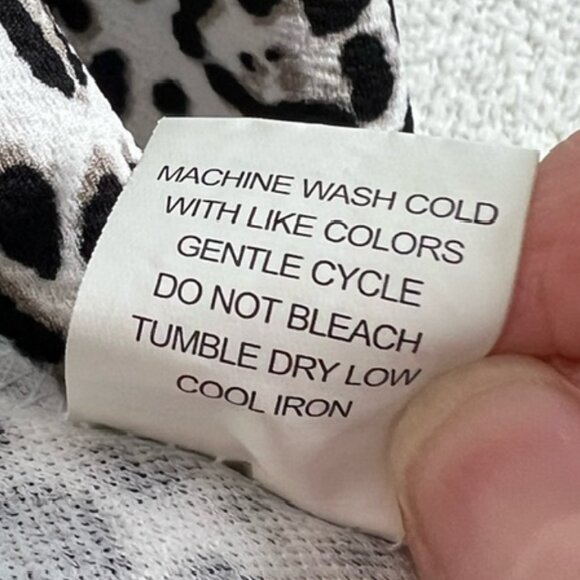 MACHINE WASH COLD
WITH LIKE COLORS
GENTLE CYCLE
DO NOT BLEACH
TUMBLE DRY LOW
COOL IRON